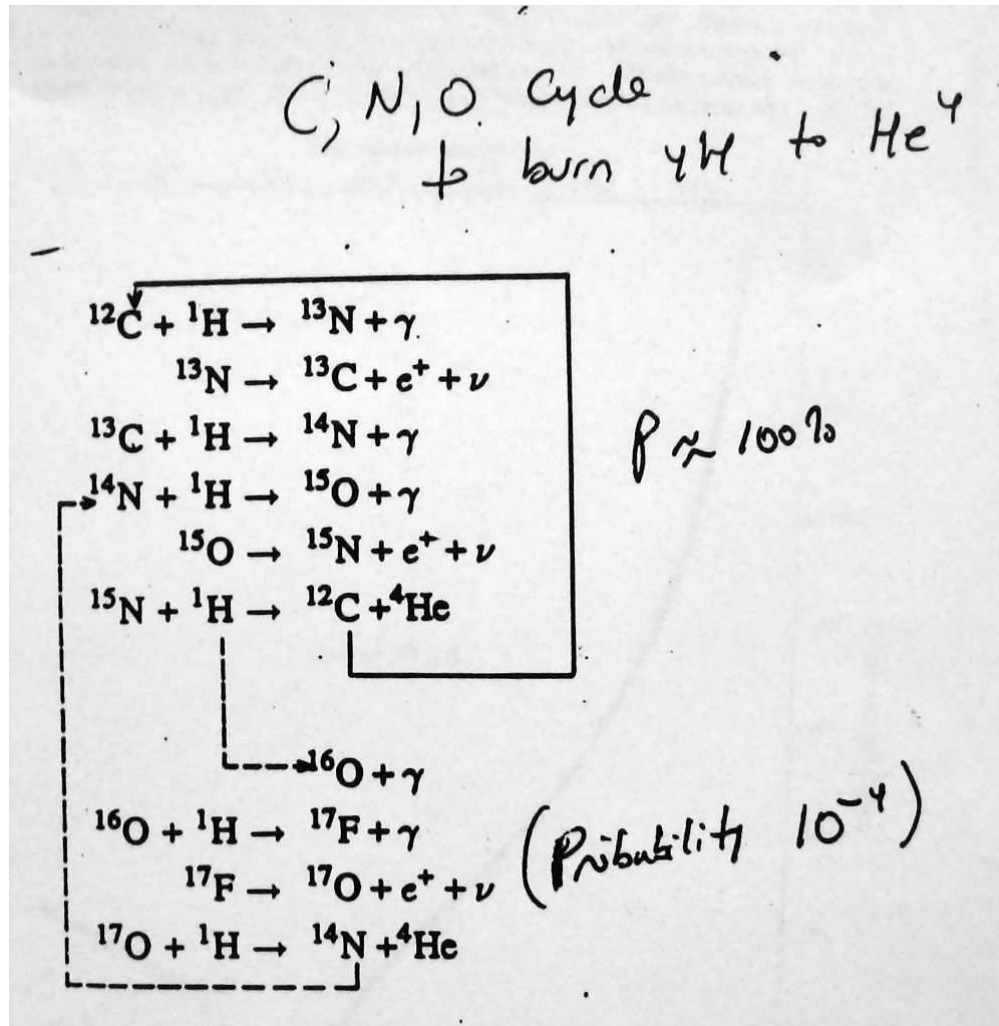 C, N, O. Cycle
to burn 4H to He⁴
¹²C + ¹H → ¹³N + γ
¹³N → ¹³C + e⁺ + ν
¹³C + ¹H → ¹⁴N + γ
¹⁴N + ¹H → ¹⁵O + γ
¹⁵O → ¹⁵N + e⁺ + ν
¹⁵N + ¹H → ¹²C + ⁴He
P ≈ 100%
¹⁶O + γ
¹⁶O + ¹H → ¹⁷F + γ
¹⁷F → ¹⁷O + e⁺ + ν
¹⁷O + ¹H → ¹⁴N + ⁴He
(Probability 10⁻⁴)